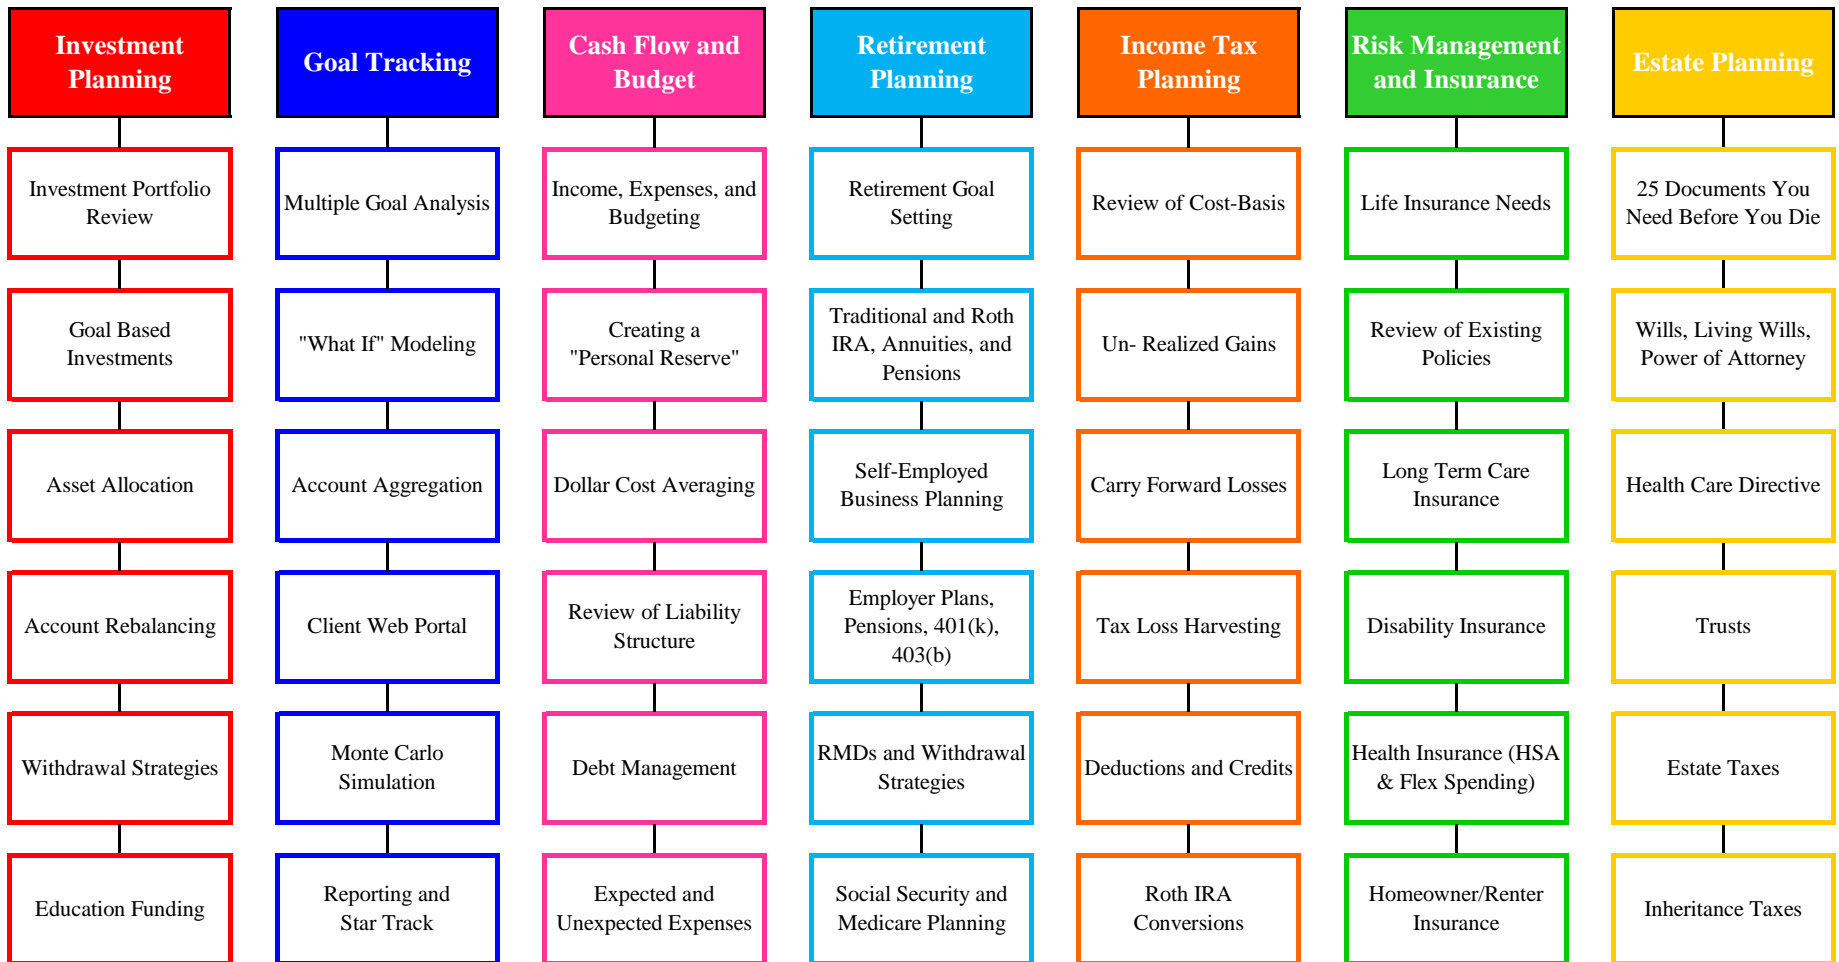 Investment
Planning
Goal Tracking
Cash Flow and
Budget
Retirement
Planning
Income Tax
Planning
Risk Management
and Insurance
Estate Planning
Investment Portfolio
Review
Multiple Goal Analysis
Income, Expenses, and
Budgeting
Retirement Goal
Setting
Review of Cost-Basis
Life Insurance Needs
25 Documents You
Need Before You Die
Goal Based
Investments
"What If" Modeling
Creating a
"Personal Reserve"
Traditional and Roth
IRA, Annuities, and
Pensions
Un- Realized Gains
Review of Existing
Policies
Wills, Living Wills,
Power of Attorney
Asset Allocation
Account Aggregation
Dollar Cost Averaging
Self-Employed
Business Planning
Carry Forward Losses
Long Term Care
Insurance
Health Care Directive
Account Rebalancing
Client Web Portal
Review of Liability
Structure
Employer Plans,
Pensions, 401(k),
403(b)
Tax Loss Harvesting
Disability Insurance
Trusts
Withdrawal Strategies
Monte Carlo
Simulation
Debt Management
RMDs and Withdrawal
Strategies
Deductions and Credits
Health Insurance (HSA
& Flex Spending)
Estate Taxes
Education Funding
Reporting and
Star Track
Expected and
Unexpected Expenses
Social Security and
Medicare Planning
Roth IRA
Conversions
Homeowner/Renter
Insurance
Inheritance Taxes